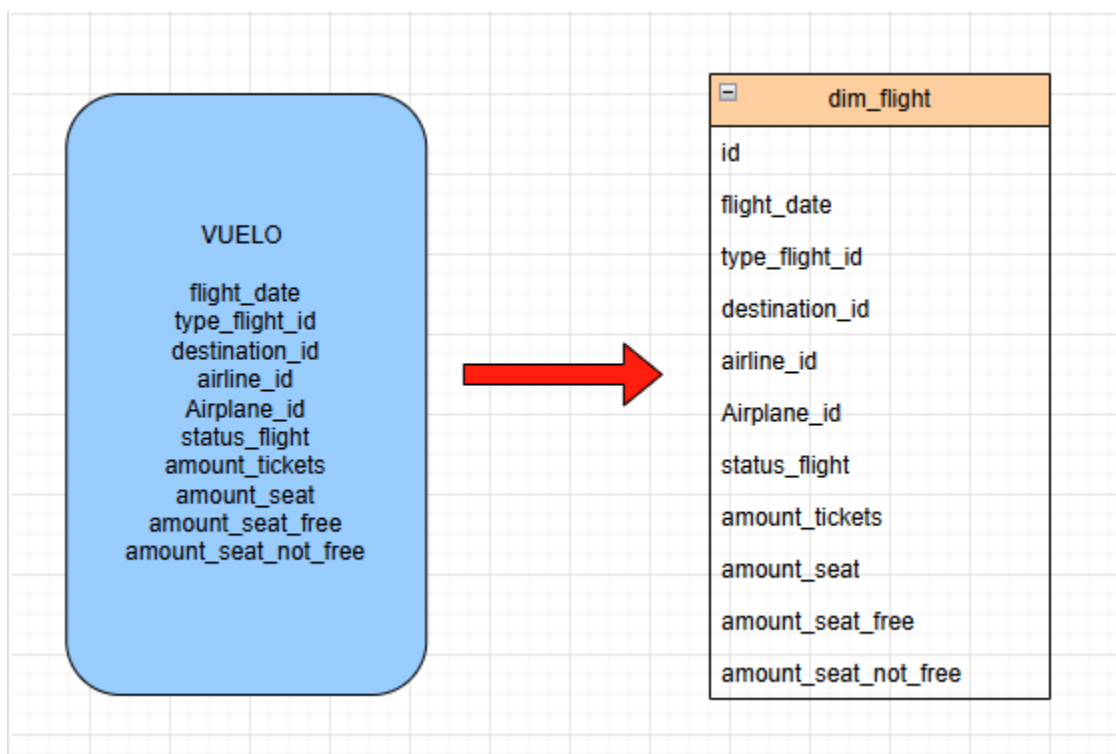 VUELO
flight_date
type_flight_id
destination_id
airline_id
Airplane_id
status_flight
amount_tickets
amount_seat
amount_seat_free
amount_seat_not_free
dim_flight
id
flight_date
type_flight_id
destination_id
airline_id
Airplane_id
status_flight
amount_tickets
amount_seat
amount_seat_free
amount_seat_not_free